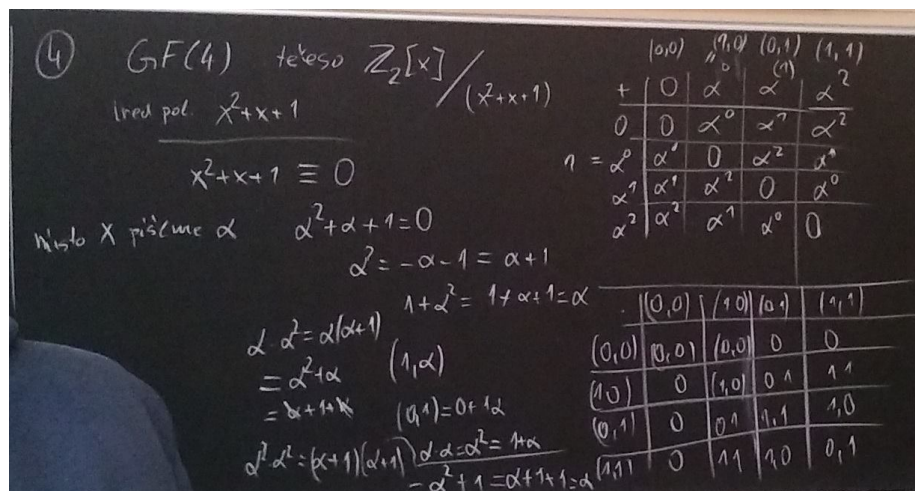 ④ GF(4) těleso Z₂[x]/(x²+x+1)
ired pol. x²+x+1
x²+x+1 ≡ 0
místo X píšeme α α²+α+1=0
α²=-α-1=α+1
1+α²=1+α+1=α
α·α²=α(α+1)
=α²+α
=α+1+α
(1,α)
(0,1)=0+1α
α²·α²=(α+1)(α+1)
α·α=α²=1+α
-α²+1=α+1+1=α
(0,0) (1,0) (0,1) (1,1)
(1)
+ 0 α α¹ α²
0 0 α⁰ α¹ α²
1=α⁰ α⁰ 0 α² α¹
α¹ α¹ α² 0 α⁰
α² α² α¹ α⁰ 0
· (0,0) (1,0) (0,1) (1,1)
(0,0) (0,0) (0,0) 0 0
(1,0) 0 (1,0) 0 1 1 1
(0,1) 0 0 1 1,1 1,0
(1,1) 0 1 1 1,0 0,1